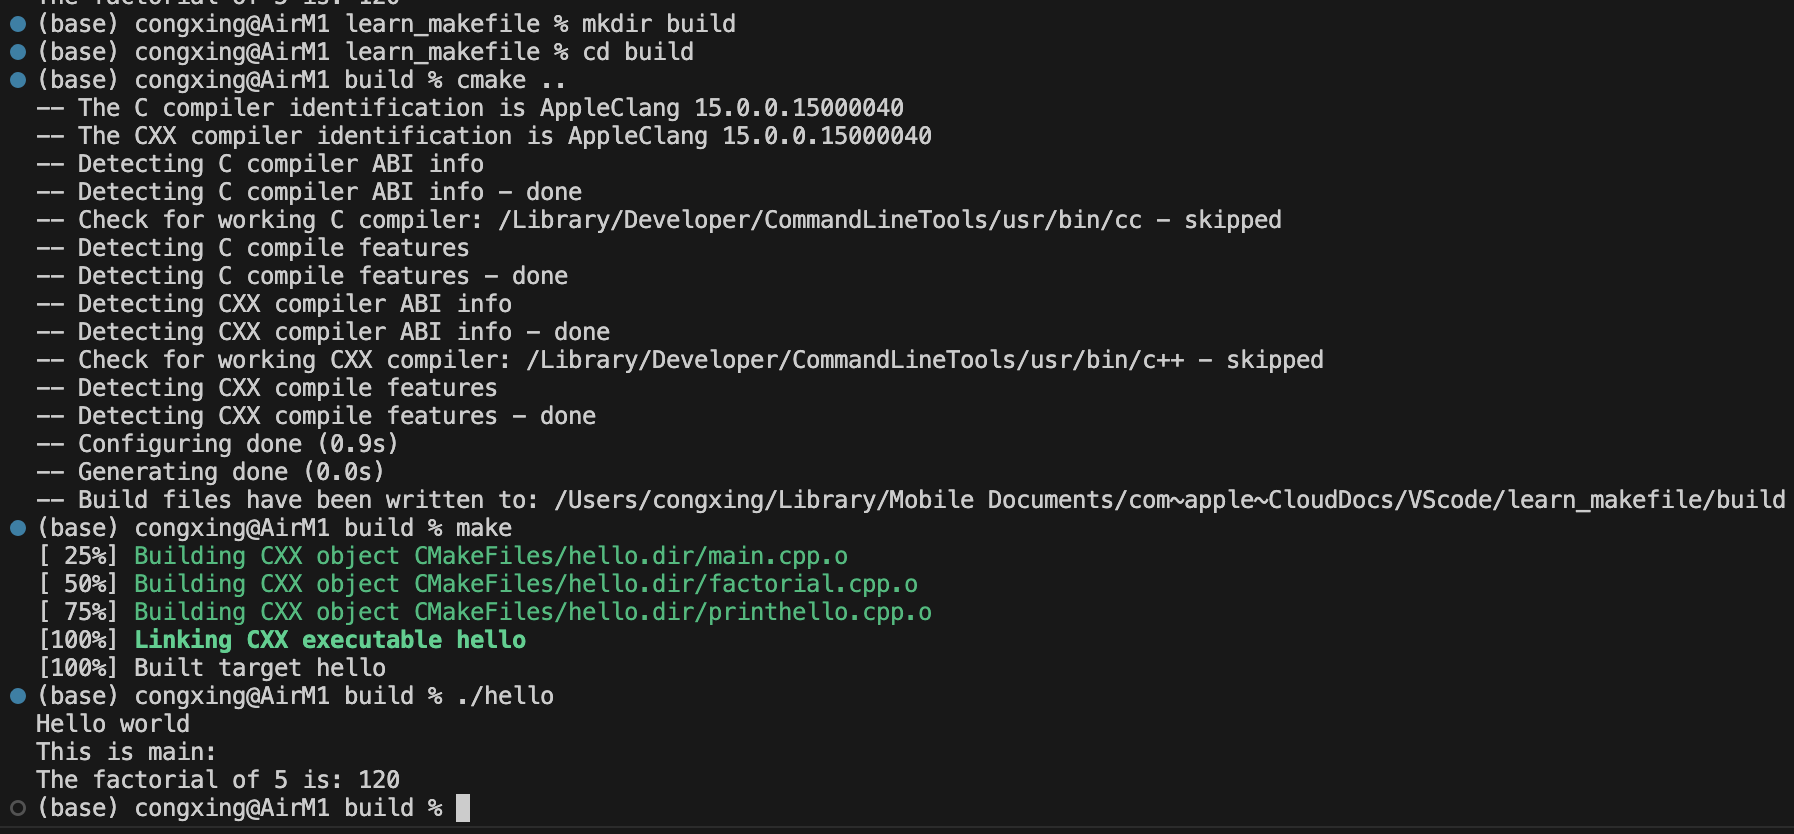 The factorial of 5 is: 120
(base) congxing@AirM1 learn_makefile % mkdir build
(base) congxing@AirM1 learn_makefile % cd build
(base) congxing@AirM1 build % cmake ..
-- The C compiler identification is AppleClang 15.0.0.15000040
-- The CXX compiler identification is AppleClang 15.0.0.15000040
-- Detecting C compiler ABI info
-- Detecting C compiler ABI info - done
-- Check for working C compiler: /Library/Developer/CommandLineTools/usr/bin/cc - skipped
-- Detecting C compile features
-- Detecting C compile features - done
-- Detecting CXX compiler ABI info
-- Detecting CXX compiler ABI info - done
-- Check for working CXX compiler: /Library/Developer/CommandLineTools/usr/bin/c++ - skipped
-- Detecting CXX compile features
-- Detecting CXX compile features - done
-- Configuring done (0.9s)
-- Generating done (0.0s)
-- Build files have been written to: /Users/congxing/Library/Mobile Documents/com~apple~CloudDocs/VScode/learn_makefile/build
(base) congxing@AirM1 build % make
[ 25%] Building CXX object CMakeFiles/hello.dir/main.cpp.o
[ 50%] Building CXX object CMakeFiles/hello.dir/factorial.cpp.o
[ 75%] Building CXX object CMakeFiles/hello.dir/printhello.cpp.o
[100%] Linking CXX executable hello
[100%] Built target hello
(base) congxing@AirM1 build % ./hello
Hello world
This is main:
The factorial of 5 is: 120
(base) congxing@AirM1 build %